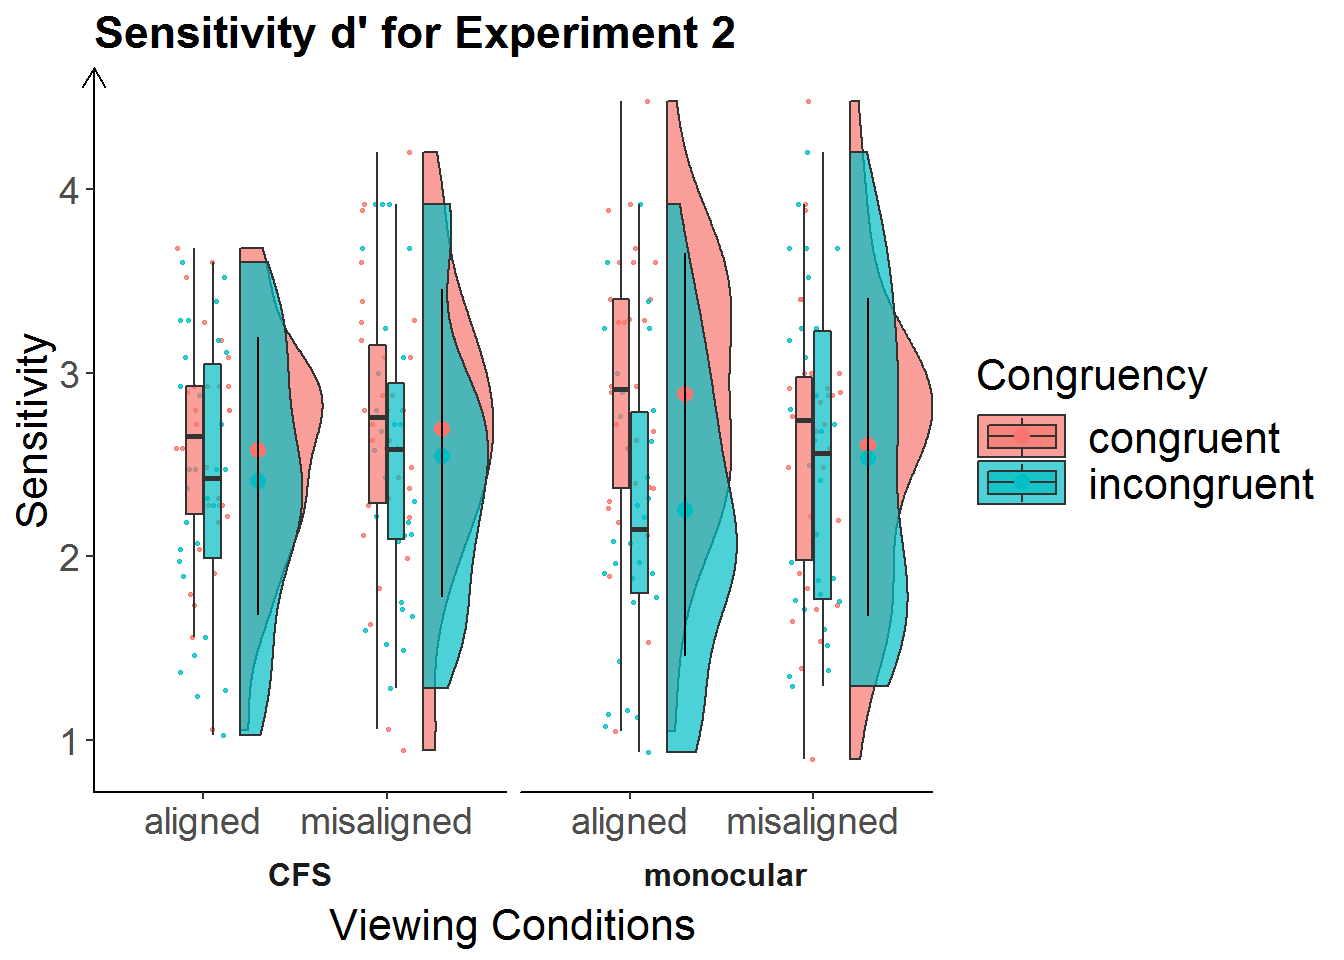 Sensitivity d' for Experiment 2
Sensitivity
4
3
2
1
aligned misaligned aligned misaligned
CFS monocular
Viewing Conditions
Congruency
congruent
incongruent